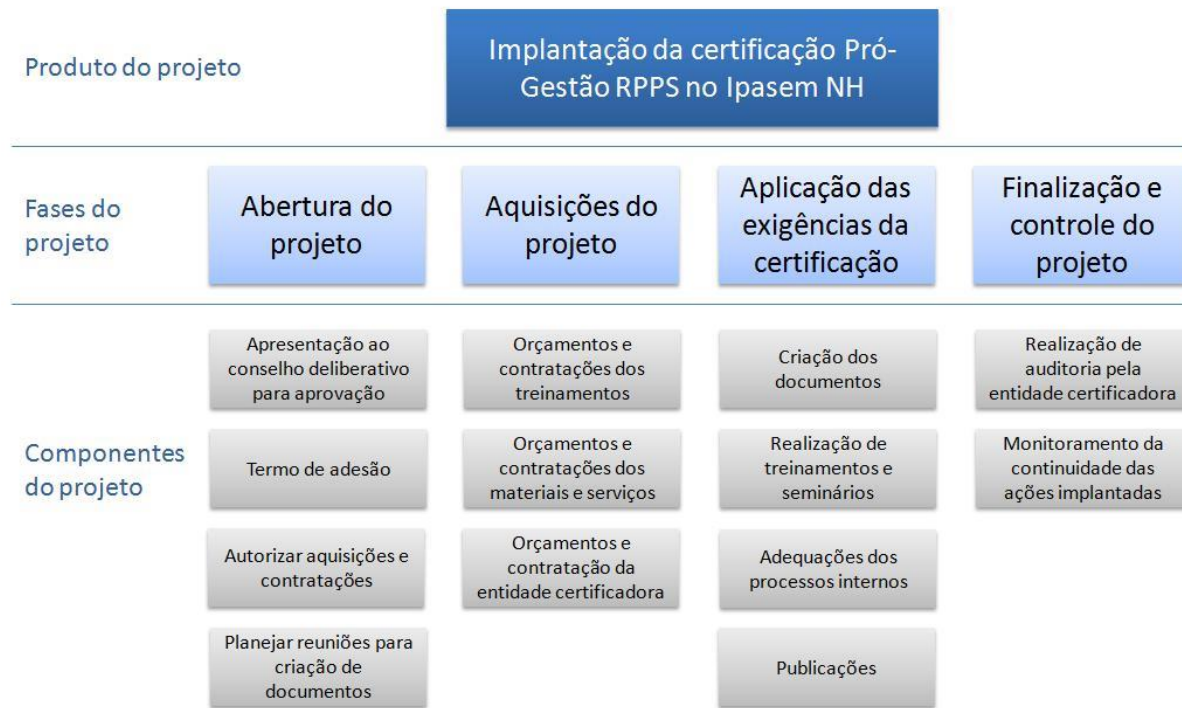 Produto do projeto
Implantação da certificação Pró-
Gestão RPPS no Ipasem NH
Fases do
projeto
Abertura do
projeto
Aquisições do
projeto
Aplicação das
exigências da
certificação
Finalização e
controle do
projeto
Componentes
do projeto
Apresentação ao
conselho deliberativo
para aprovação
Termo de adesão
Autorizar aquisições e
contratações
Planejar reuniões para
criação de
documentos
Orçamentos e
contratações dos
treinamentos
Orçamentos e
contratações dos
materiais e serviços
Orçamentos e
contratação da
entidade certificadora
Criação dos
documentos
Realização de
treinamentos e
seminários
Adequações dos
processos internos
Publicações
Realização de
auditoria pela
entidade certificadora
Monitoramento da
continuidade das
ações implantadas